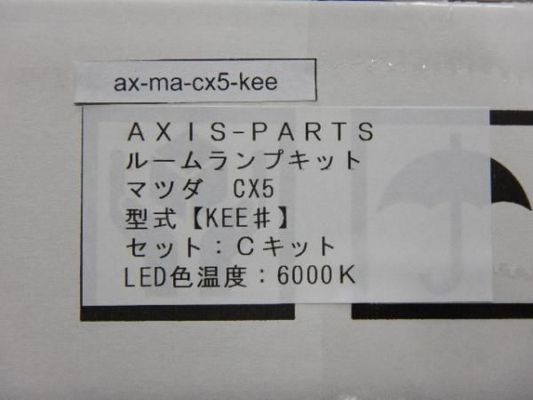 ax-ma-cx5-kee
ＡＸＩＳ－ＰＡＲＴＳ
ルームランプキット
マツダ　CX5
型式【KEE♯】
セット：Ｃキット
LED色温度：6000Ｋ